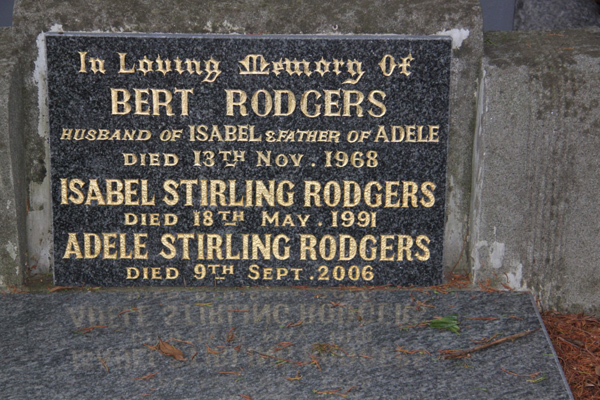 In Loving Memory Of
BERT RODGERS
HUSBAND OF ISABEL & FATHER OF ADELE
DIED 13TH NOV. 1968
ISABEL STIRLING RODGERS
DIED 18TH MAY. 1991
ADELE STIRLING RODGERS
DIED 9TH SEPT. 2006